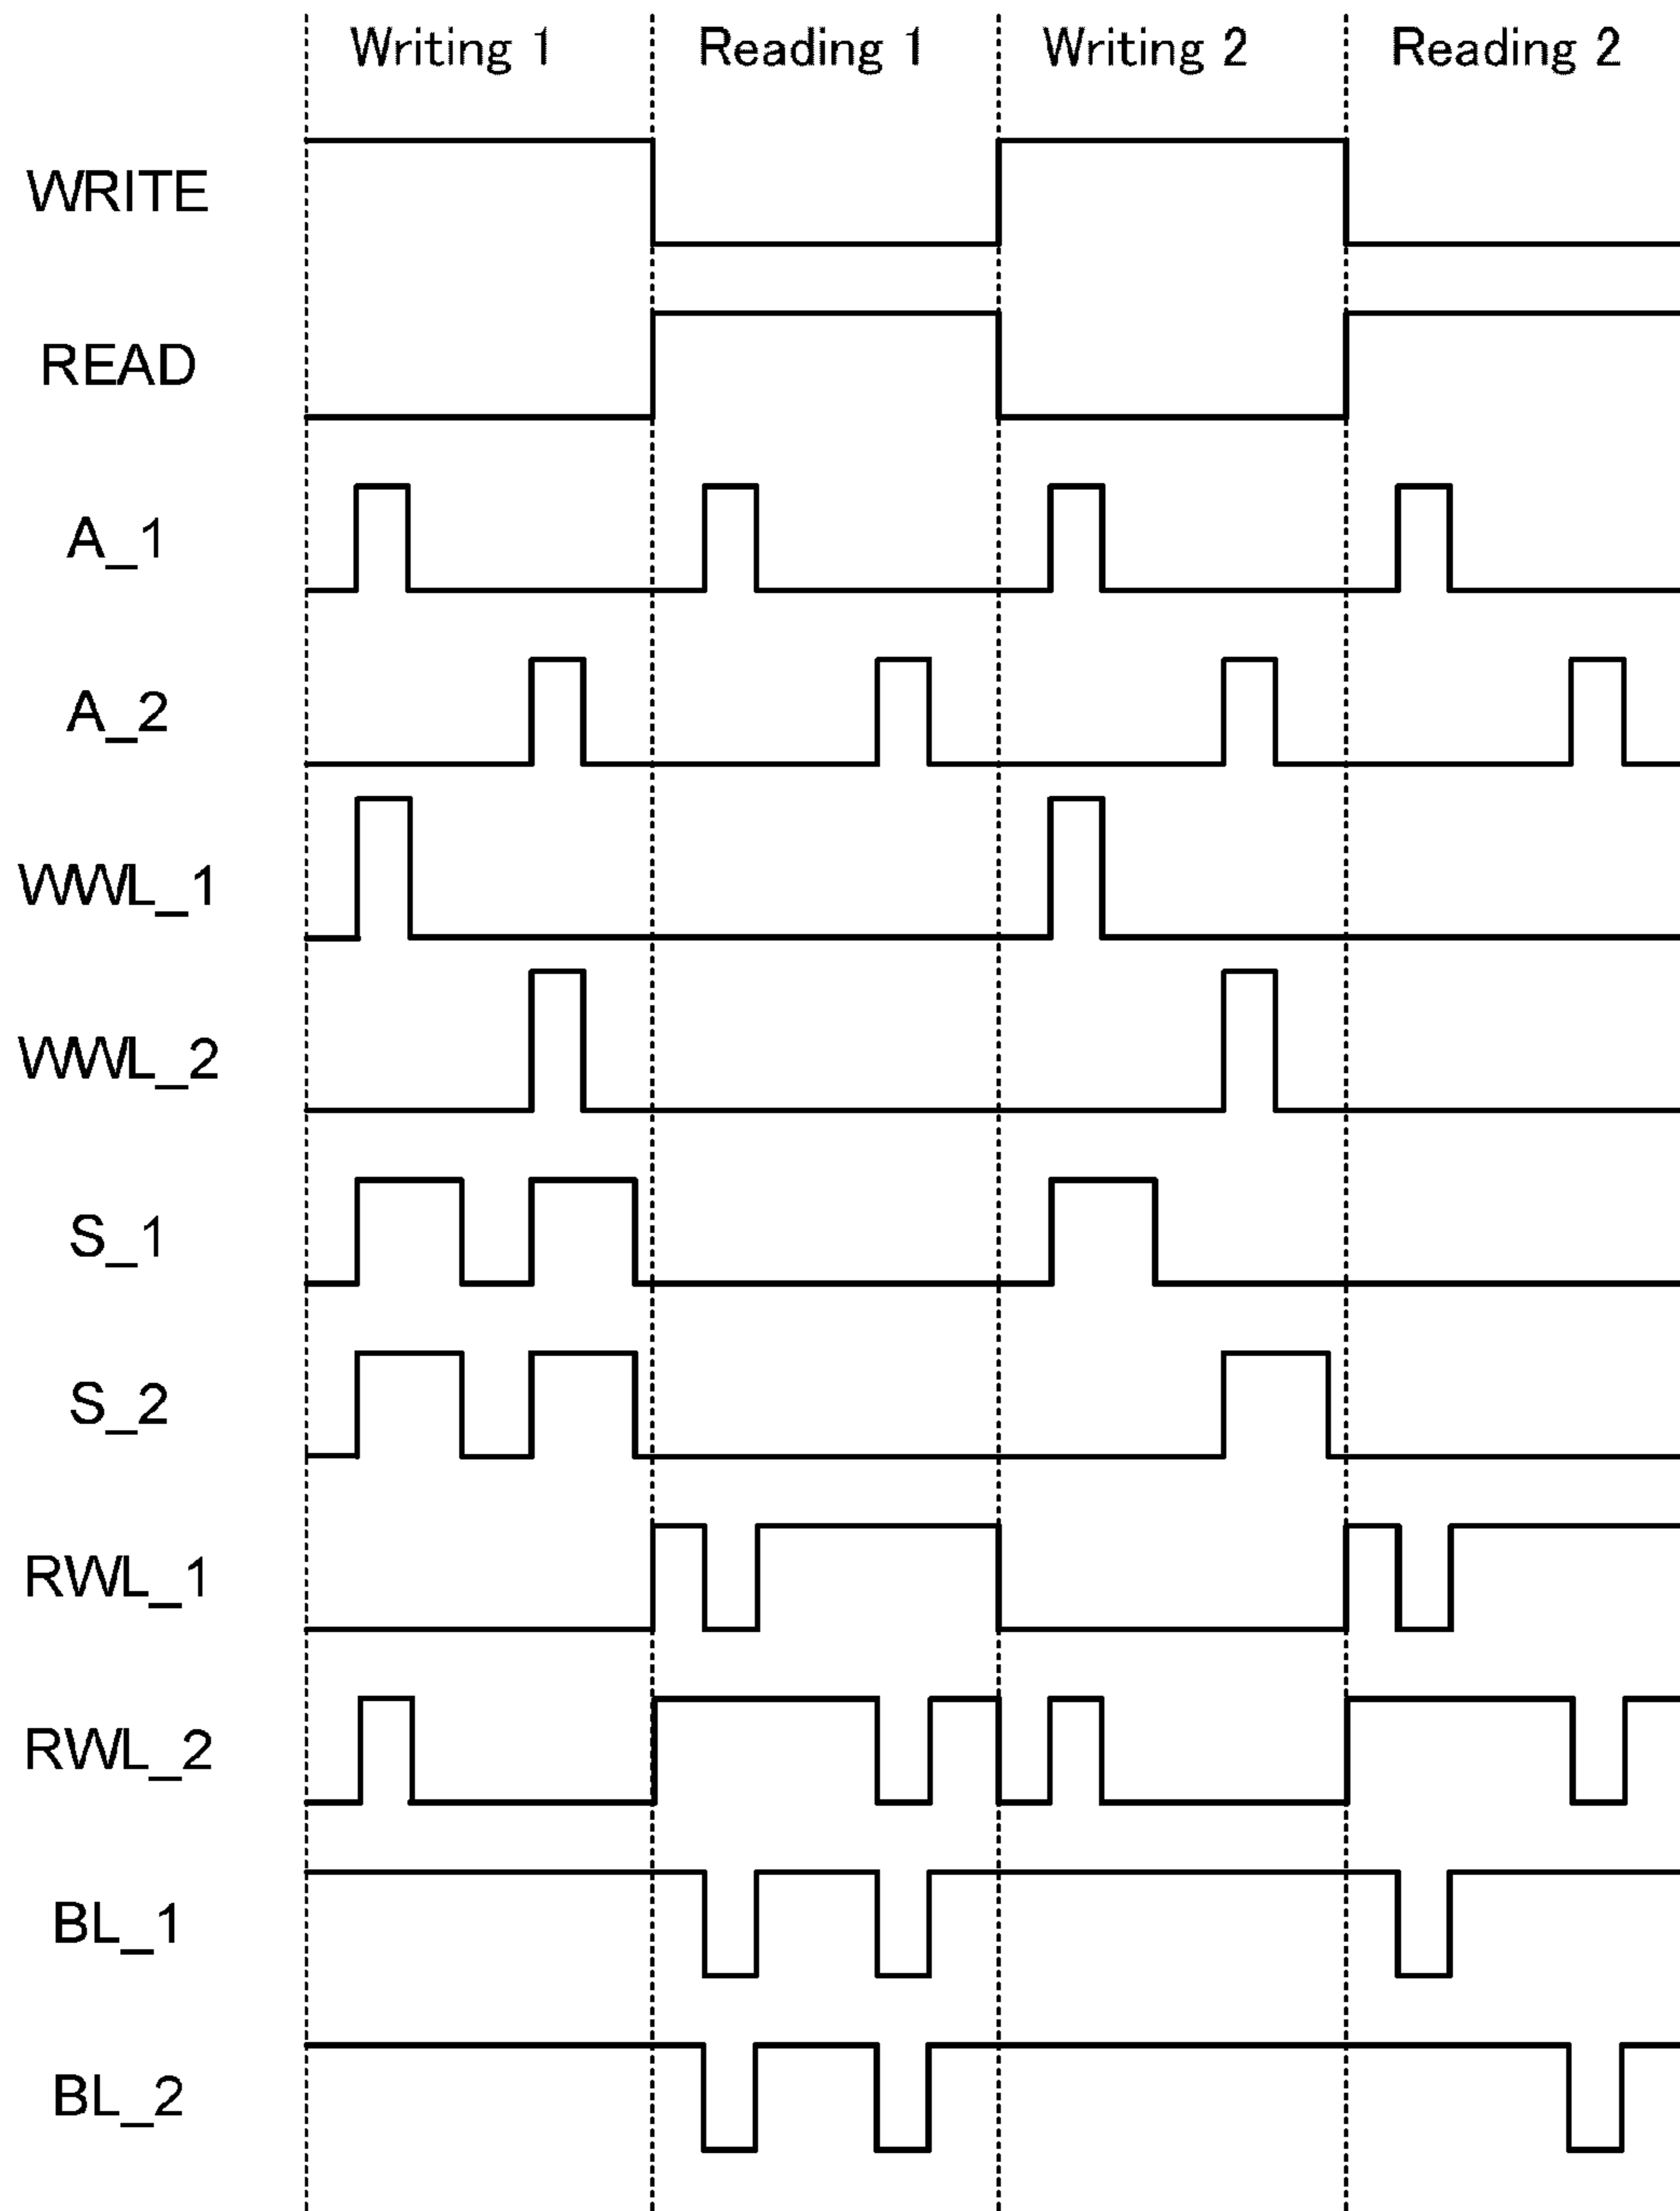 Writing 1 Reading 1 Writing 2 Reading 2
WRITE
READ
A_1
A_2
WWL_1
WWL_2
S_1
S_2
RWL_1
RWL_2
BL_1
BL_2